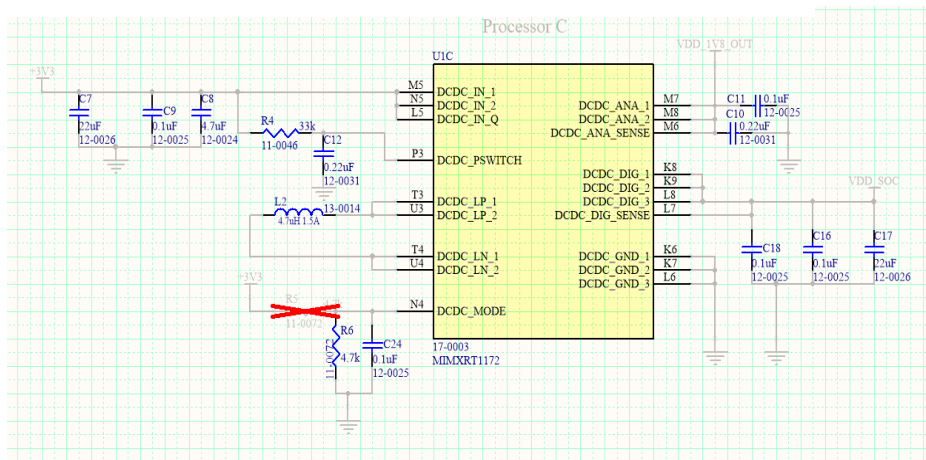 Processor C
VDD_1V8_OUT
U1C
+3V3
C7
22uF
12-0026
C9
0.1uF
12-0025
C8
4.7uF
12-0024
R4
33k
11-0046
C12
0.22uF
12-0031
M5
N5
L5
P3
T3
U3
T4
U4
N4
DCDC_IN_1
DCDC_IN_2
DCDC_IN_Q
DCDC_PSWITCH
DCDC_LP_1
DCDC_LP_2
DCDC_LN_1
DCDC_LN_2
DCDC_MODE
DCDC_ANA_1
DCDC_ANA_2
DCDC_ANA_SENSE
DCDC_DIG_1
DCDC_DIG_2
DCDC_DIG_3
DCDC_DIG_SENSE
DCDC_GND_1
DCDC_GND_2
DCDC_GND_3
M7
M8
M6
K8
K9
L8
L7
K6
K7
L6
C11
0.1uF
12-0025
C10
0.22uF
12-0031
VDD_SOC
C18
0.1uF
12-0025
C16
0.1uF
12-0025
C17
22uF
12-0026
L2
13-0014
4.7uH 1.5A
+3V3
R5
11-0072
R6
4.7k
11-0072
C24
0.1uF
12-0025
17-0003
MIMXRT1172